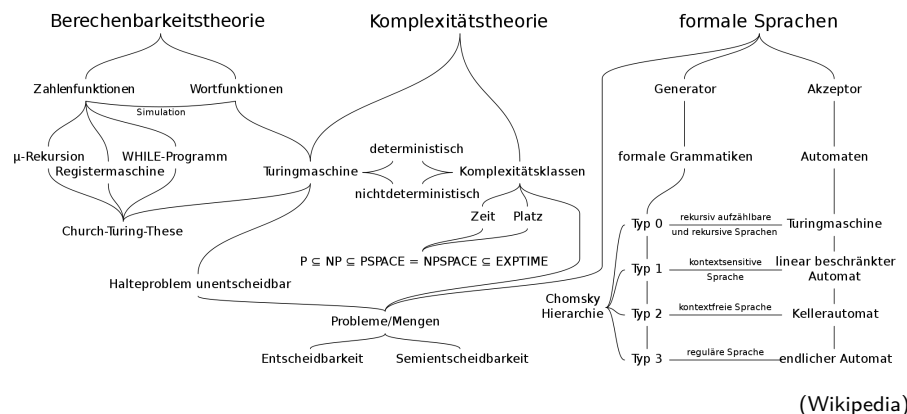 Berechenbarkeitstheorie
Komplexitätstheorie
formale Sprachen
Zahlenfunktionen
Wortfunktionen
Generator
Akzeptor
Simulation
deterministisch
µ-Rekursion
WHILE-Programm
Registermaschine
Turingmaschine
Komplexitätsklassen
formale Grammatiken
Automaten
nichtdeterministisch
Zeit
Platz
Church-Turing-These
Typ 0
rekursiv aufzählbare
und rekursive Sprachen
Turingmaschine
P ⊆ NP ⊆ PSPACE = NPSPACE ⊆ EXPTIME
Typ 1
kontextsensitive
Sprache
linear beschränkter
Automat
Halteproblem unentscheidbar
Chomsky
Hierarchie
Typ 2
kontextfreie Sprache
Kellerautomat
Probleme/Mengen
Entscheidbarkeit
Semientscheidbarkeit
Typ 3
reguläre Sprache
endlicher Automat
(Wikipedia)